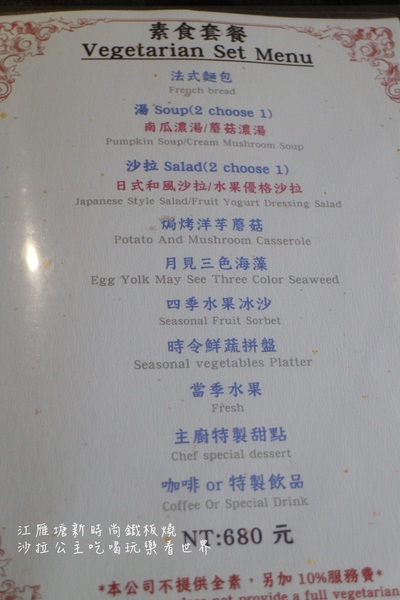 素食套餐
Vegetarian Set Menu
法式麵包
French bread
湯 Soup(2 choose 1)
南瓜濃湯/蘑菇濃湯
Pumpkin Soup/Cream Mushroom Soup
沙拉 Salad(2 choose 1)
日式和風沙拉/水果優格沙拉
Japanese Style Salad/Fruit Yogurt Dressing Salad
焗烤洋芋蘑菇
Potato And Mushroom Casserole
月見三色海藻
Egg Yolk May See Three Color Seaweed
四季水果冰沙
Seasonal Fruit Sorbet
時令鮮蔬拼盤
Seasonal vegetables Platter
當季水果
Fresh
主廚特製甜點
Chef special dessert
咖啡 or 特製飲品
Coffee Or Special Drink
NT:680 元
江雁塘新時尚鐵板燒
沙拉公主吃喝玩樂看世界
*本公司不提供全素，另加 10%服務費*
not provide a full vegetarian